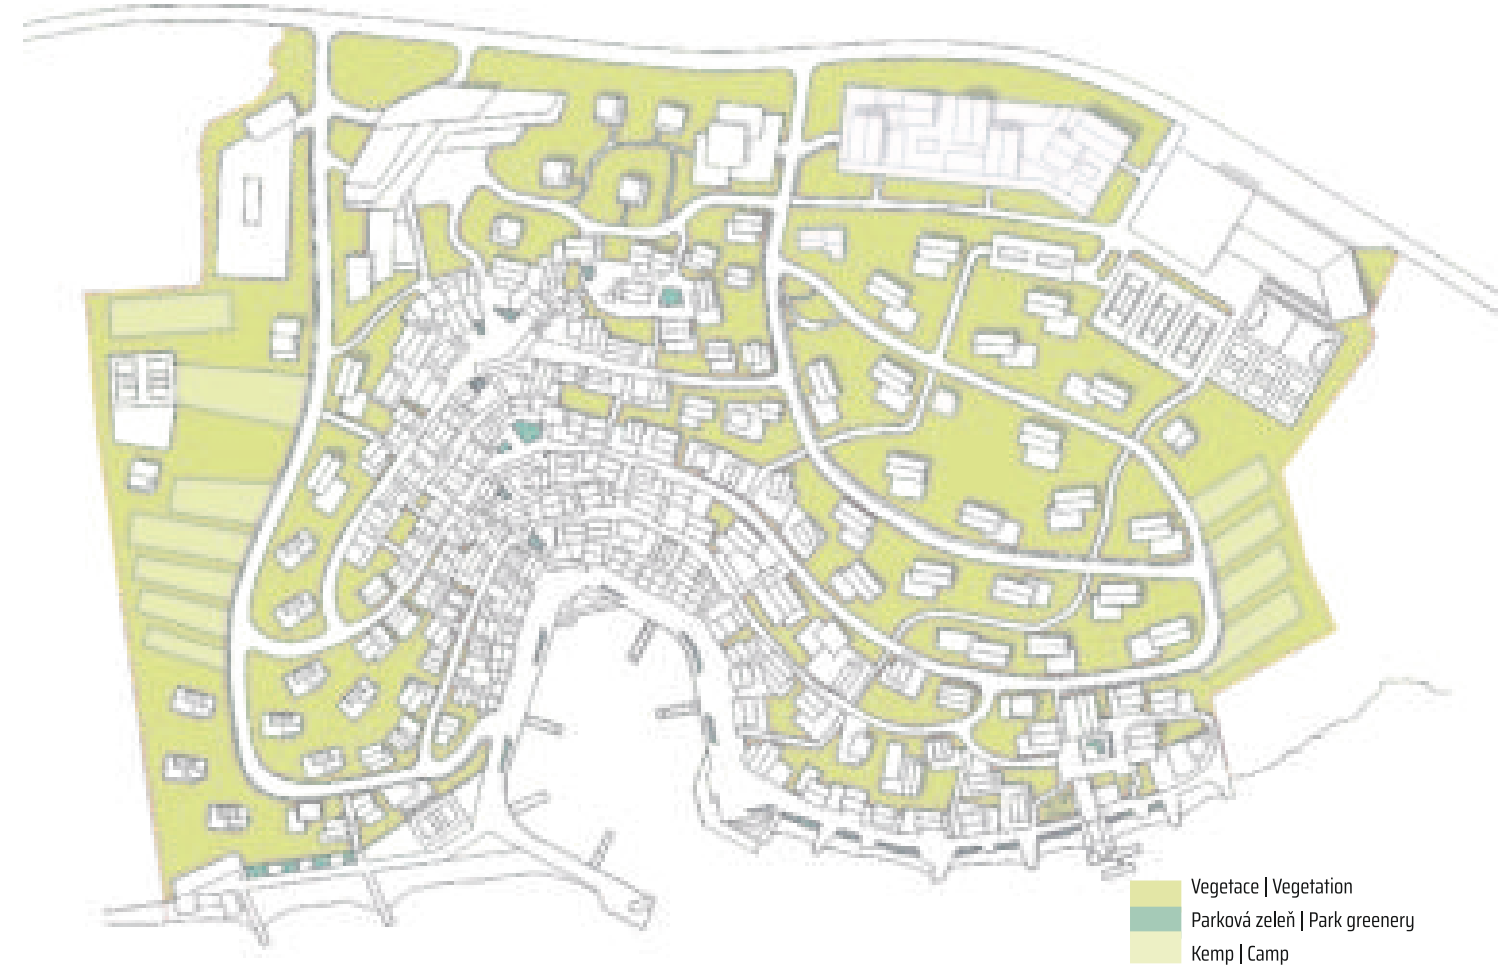 Vegetace | Vegetation
Parková zeleň | Park greenery
Kemp | Camp